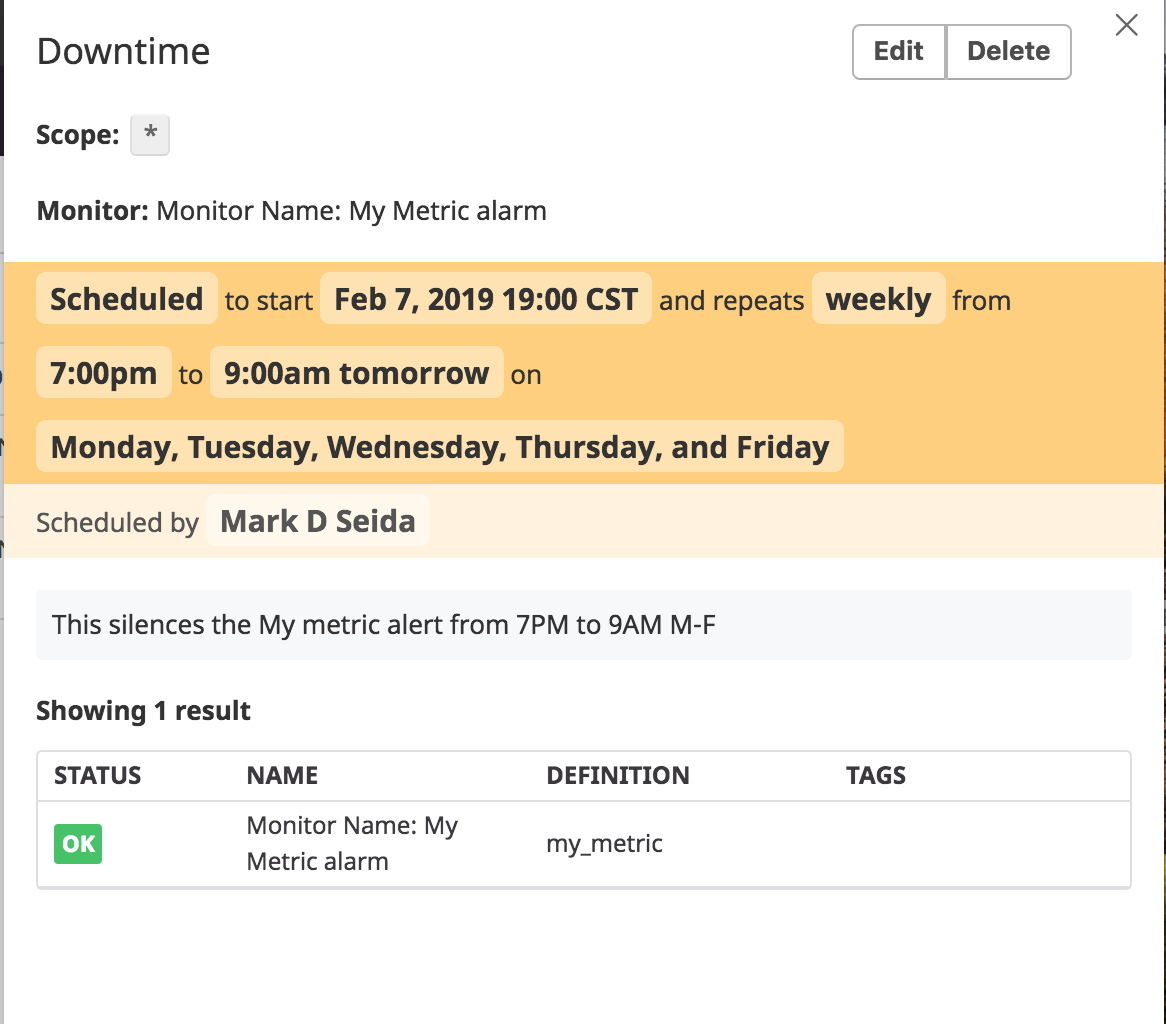 Downtime
Edit
Delete
Scope: *
Monitor: Monitor Name: My Metric alarm
Scheduled to start Feb 7, 2019 19:00 CST and repeats weekly from
7:00pm to 9:00am tomorrow on
Monday, Tuesday, Wednesday, Thursday, and Friday
Scheduled by Mark D Seida
This silences the My metric alert from 7PM to 9AM M-F
Showing 1 result
STATUS NAME DEFINITION TAGS
OK
Monitor Name: My
Metric alarm
my_metric